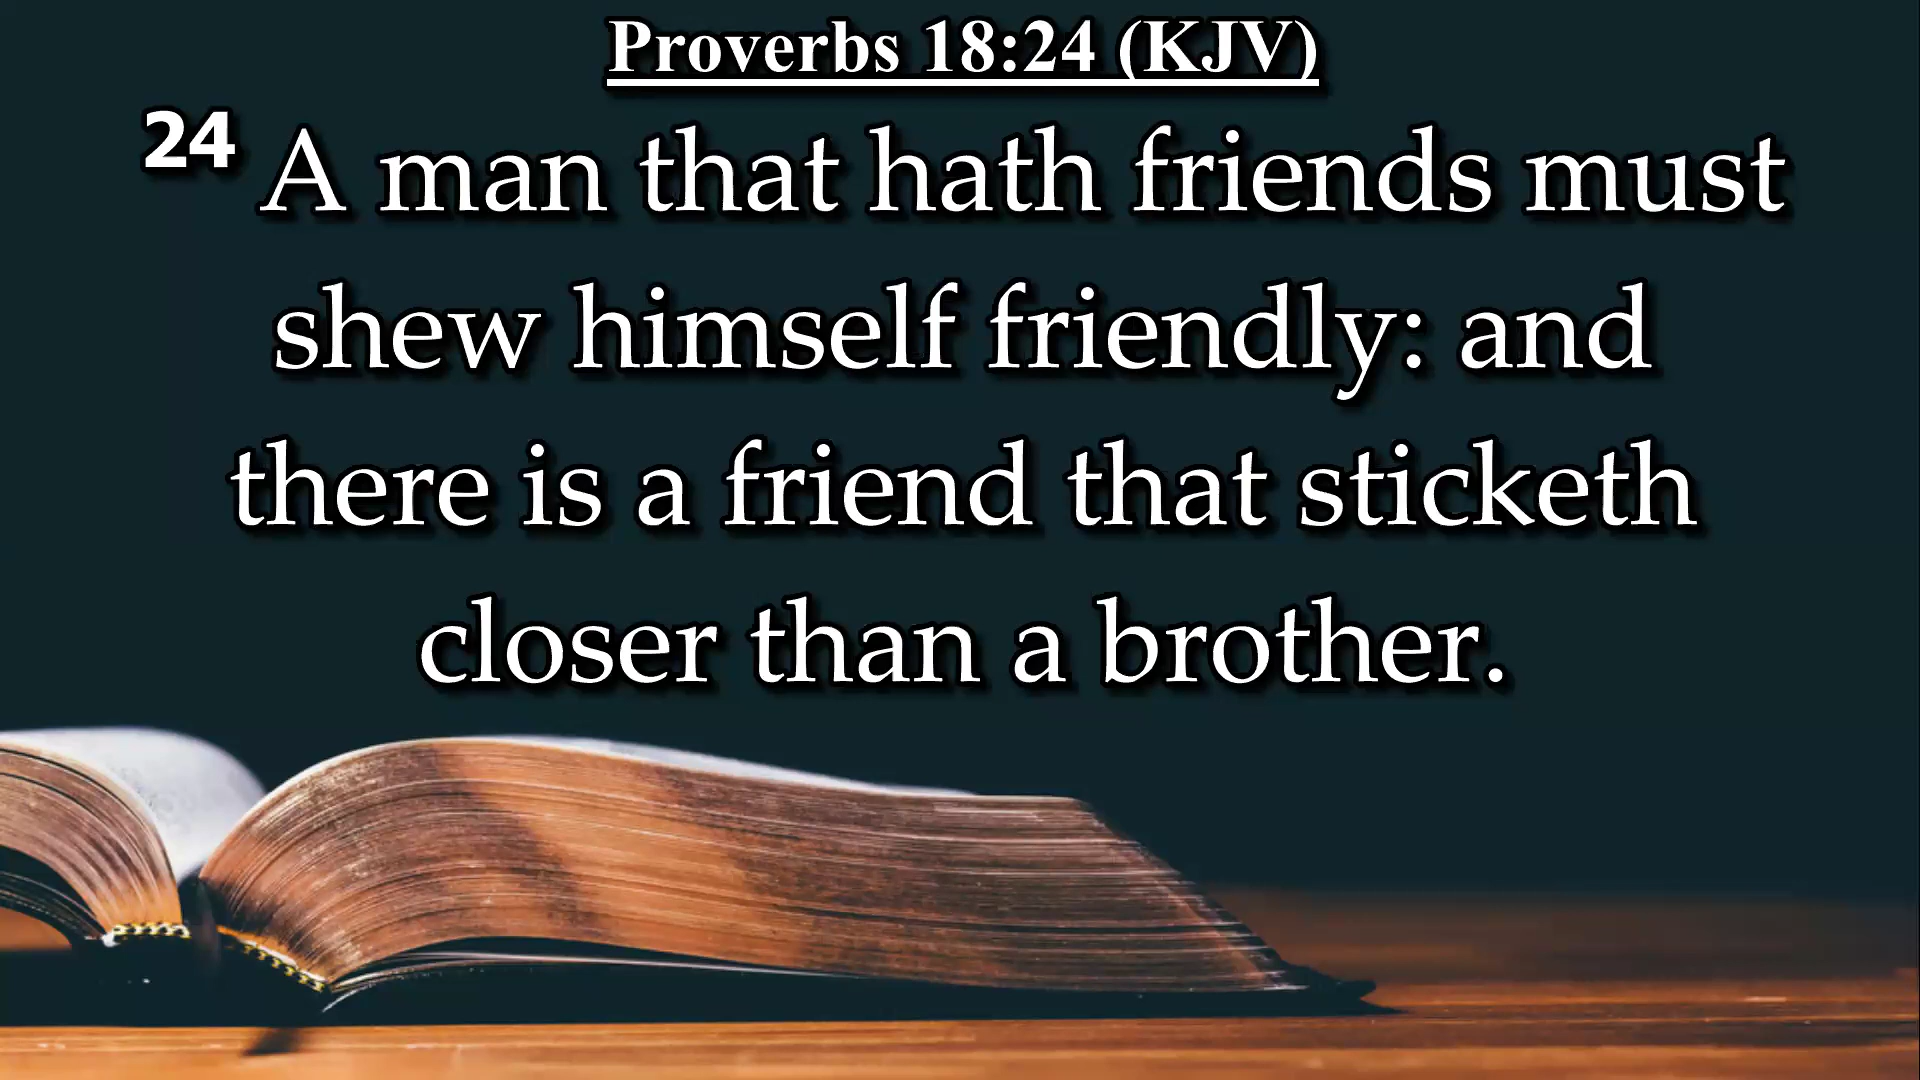 Proverbs 18:24 (KJV)
24 A man that hath friends must
shew himself friendly: and
there is a friend that sticketh
closer than a brother.